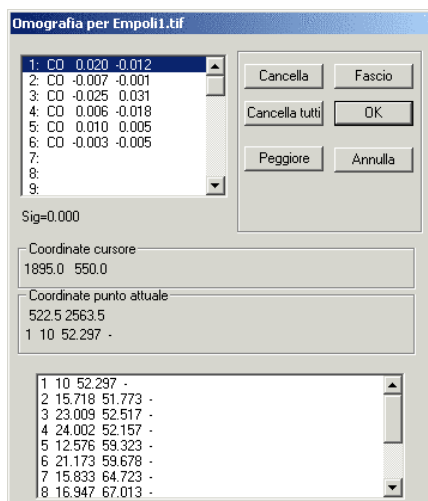 Omografia per Empoli1.tif
1: CO 0.020 -0.012
2: CO -0.007 -0.001
3: CO -0.025 0.031
4: CO 0.006 -0.018
5: CO 0.010 0.005
6: CO -0.003 -0.005
7:
8:
9:
Cancella Fascio
Cancella tutti OK
Peggiore Annulla
Sig=0.000
Coordinate cursore
1895.0 550.0
Coordinate punto attuale
522.5 2563.5
1 10 52.297 -
1 10 52.297 -
2 15.718 51.773 -
3 23.009 52.517 -
4 24.002 52.157 -
5 12.576 59.323 -
6 21.173 59.678 -
7 15.833 64.723 -
8 16.947 67.013 -